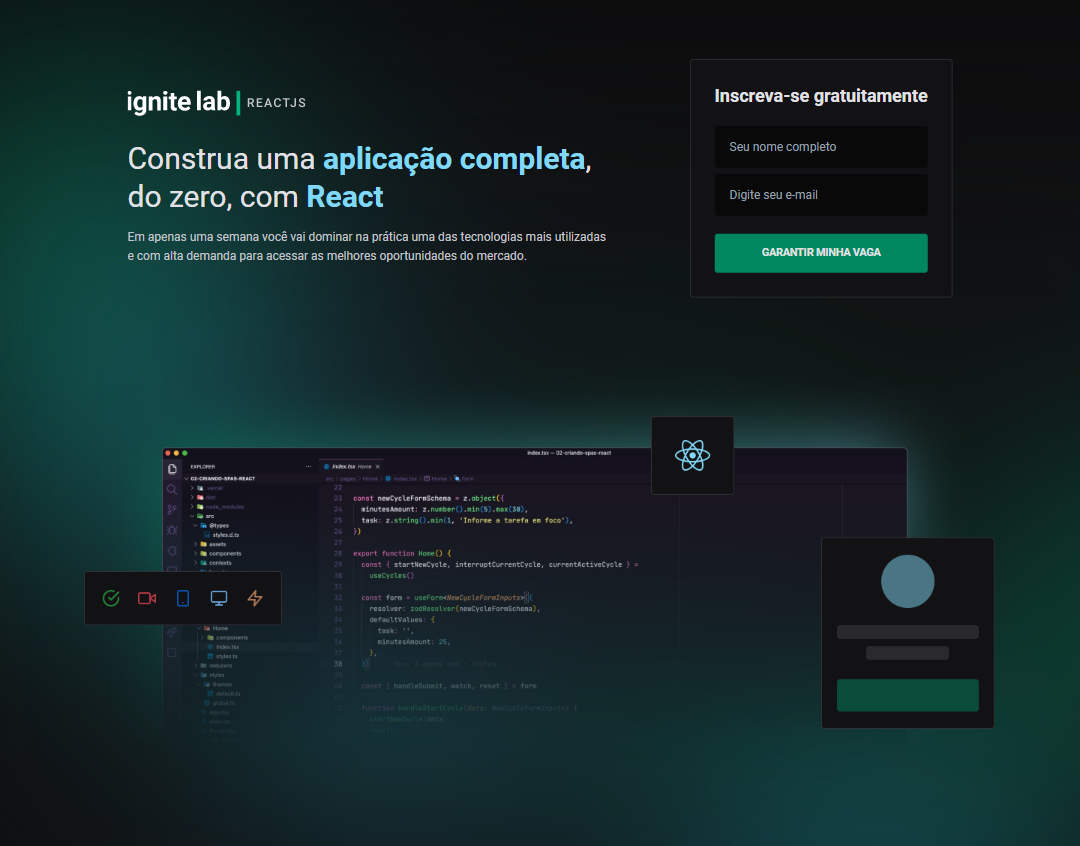 ignite lab | REACTJS
Construa uma aplicação completa,
do zero, com React
Em apenas uma semana você vai dominar na prática uma das tecnologias mais utilizadas
e com alta demanda para acessar as melhores oportunidades do mercado.
Inscreva-se gratuitamente
Seu nome completo
Digite seu e-mail
GARANTIR MINHA VAGA
index.tsx — 02-criando-spas-react
EXPLORER
02-CRIANDO-SPAS-REACT
.vercel
dist
node_modules
src
@types
styles.d.ts
assets
components
contexts
Home
components
index.tsx
styles.ts
reducers
styles
themes
default.ts
global.ts
index.tsx Home ×
src > pages > Home > index.tsx > Home > form
22
23 const newCycleFormSchema = z.object({
24 minutesAmount: z.number().min(5).max(30),
25 task: z.string().min(1, 'Informe a tarefa em foco'),
26 })
27
28 export function Home() {
29 const { startNewCycle, interruptCurrentCycle, currentActiveCycle } =
30 useCycles()
31
32 const form = useForm<NewCycleFormInputs>({
33 resolver: zodResolver(newCycleFormSchema),
34 defaultValues: {
35 task: '',
36 minutesAmount: 25,
37 },
38 })
const { handleSubmit, watch, reset } = form
function handleStartCycle(data: NewCycleFormInputs) {
startNewCycle(data)